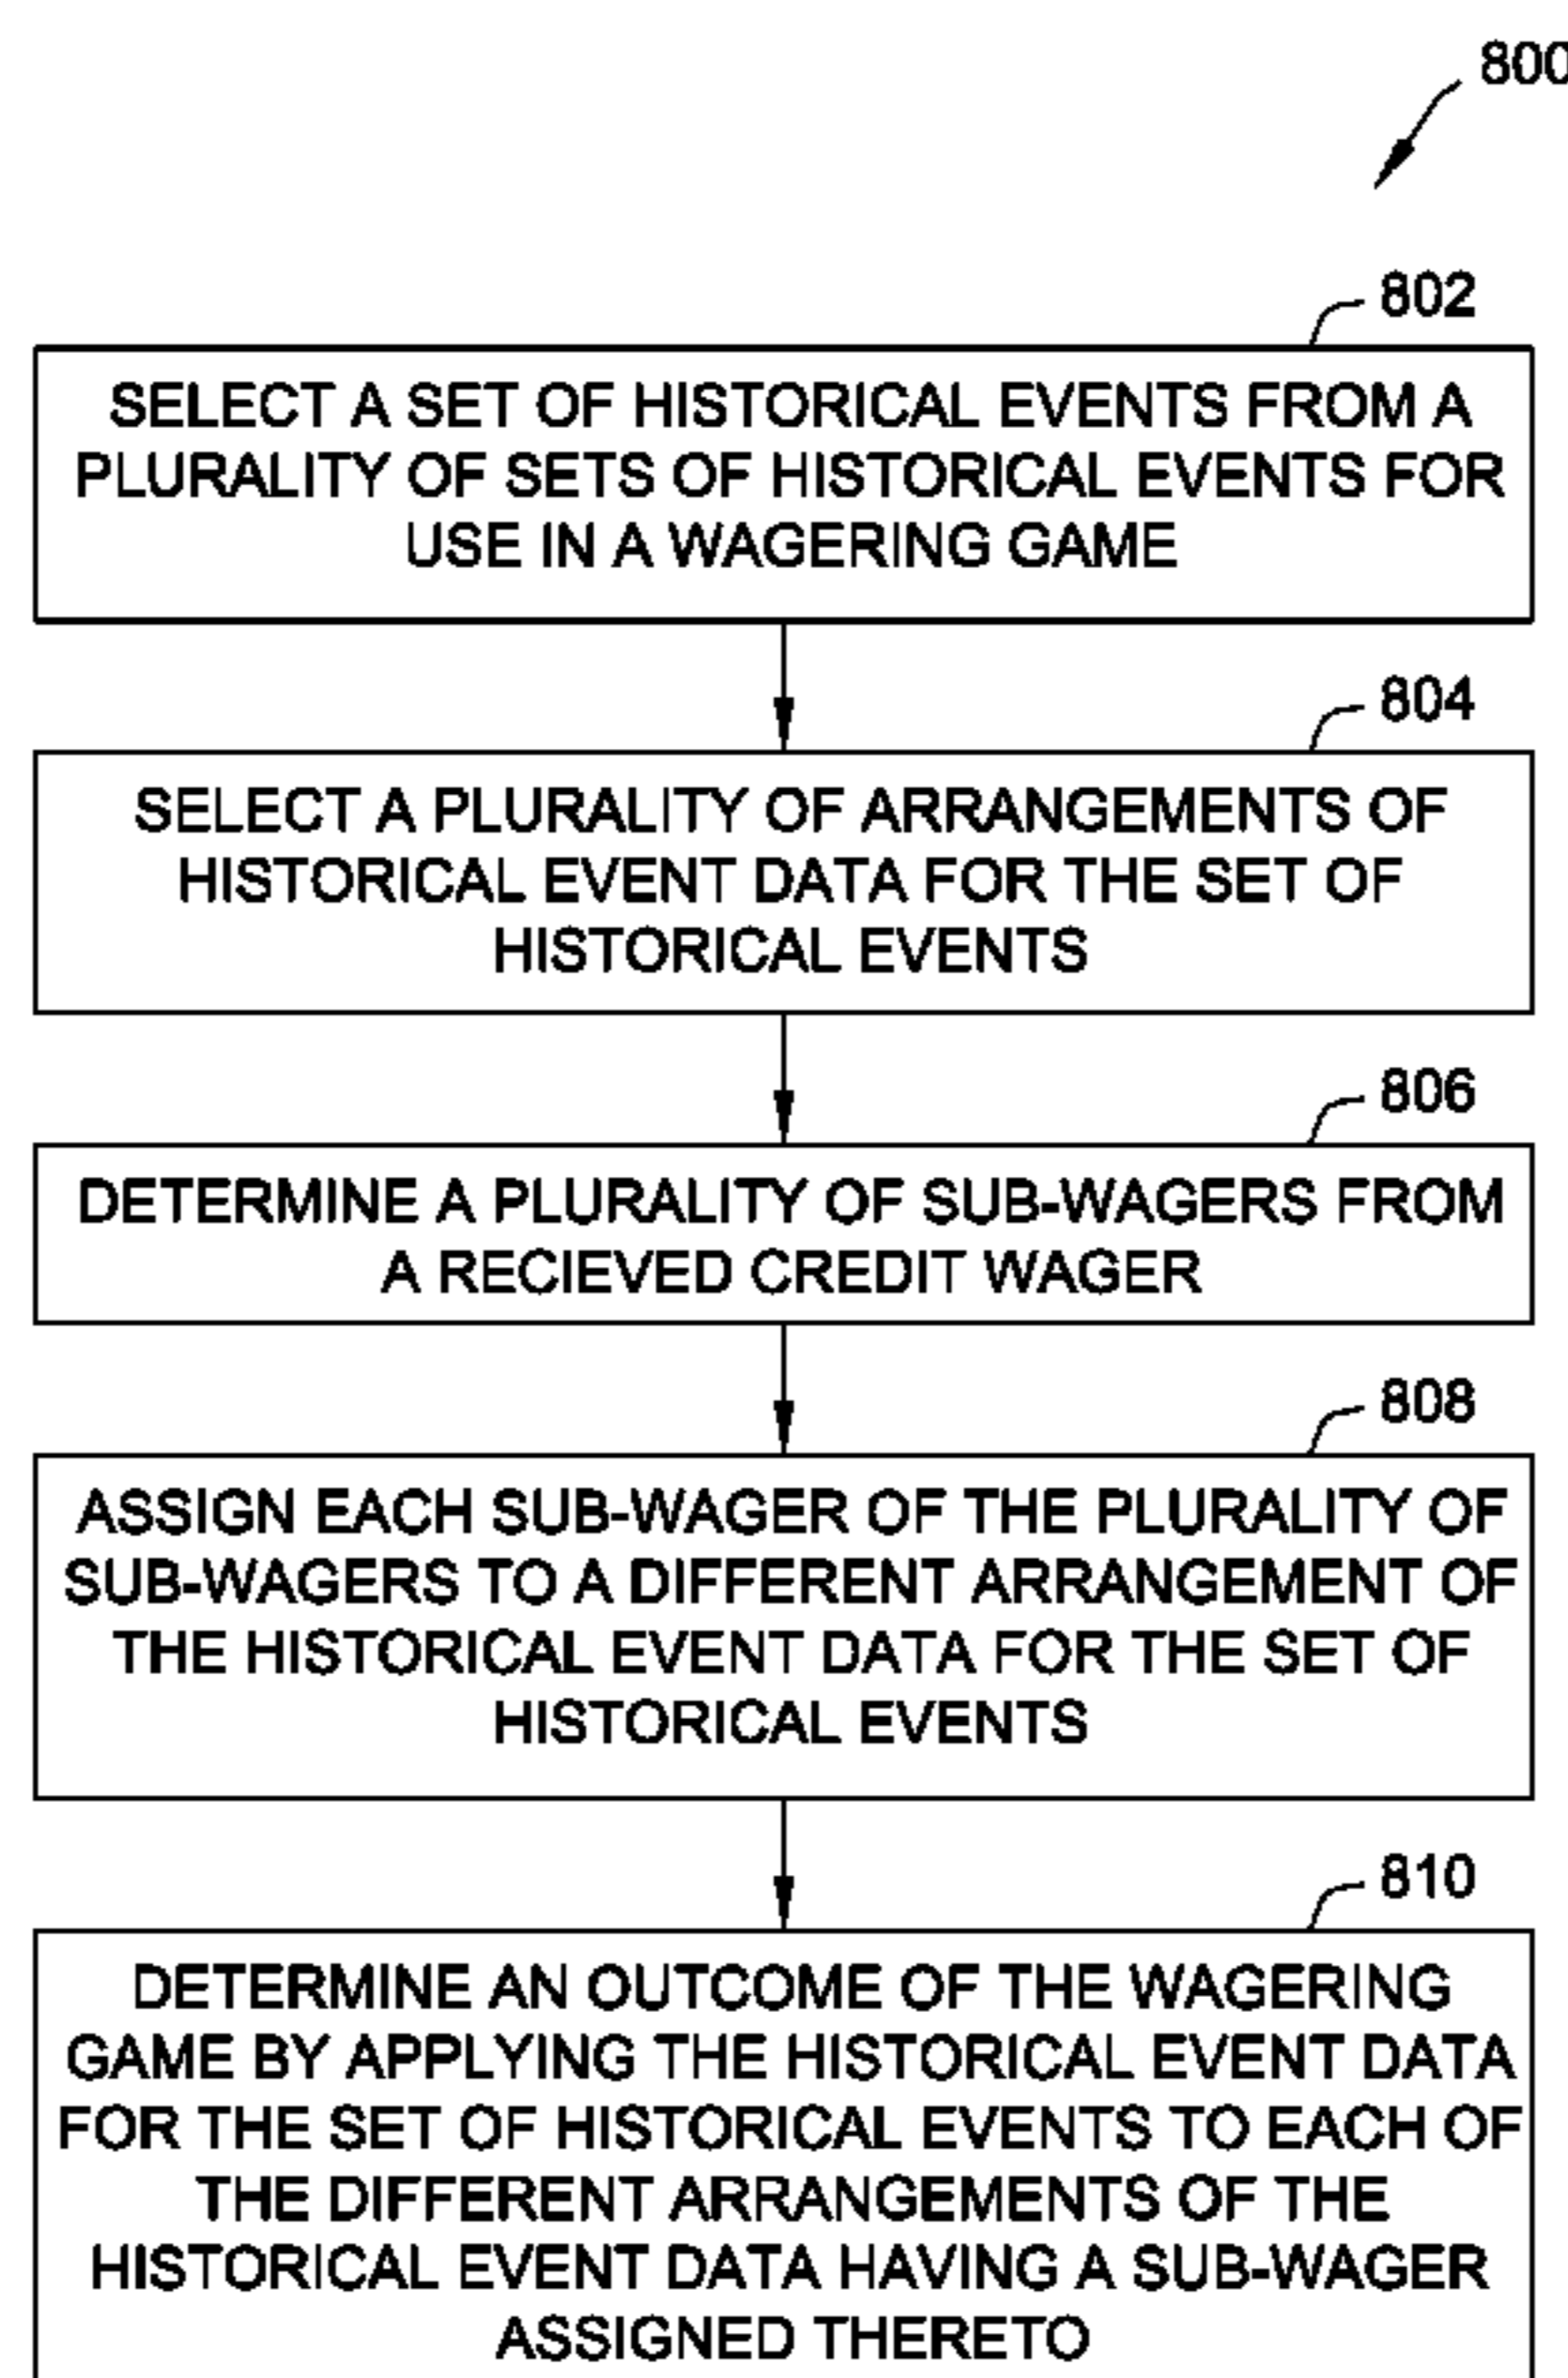 800
802
SELECT A SET OF HISTORICAL EVENTS FROM A
PLURALITY OF SETS OF HISTORICAL EVENTS FOR
USE IN A WAGERING GAME
804
SELECT A PLURALITY OF ARRANGEMENTS OF
HISTORICAL EVENT DATA FOR THE SET OF
HISTORICAL EVENTS
806
DETERMINE A PLURALITY OF SUB-WAGERS FROM
A RECIEVED CREDIT WAGER
808
ASSIGN EACH SUB-WAGER OF THE PLURALITY OF
SUB-WAGERS TO A DIFFERENT ARRANGEMENT OF
THE HISTORICAL EVENT DATA FOR THE SET OF
HISTORICAL EVENTS
810
DETERMINE AN OUTCOME OF THE WAGERING
GAME BY APPLYING THE HISTORICAL EVENT DATA
FOR THE SET OF HISTORICAL EVENTS TO EACH OF
THE DIFFERENT ARRANGEMENTS OF THE
HISTORICAL EVENT DATA HAVING A SUB-WAGER
ASSIGNED THERETO